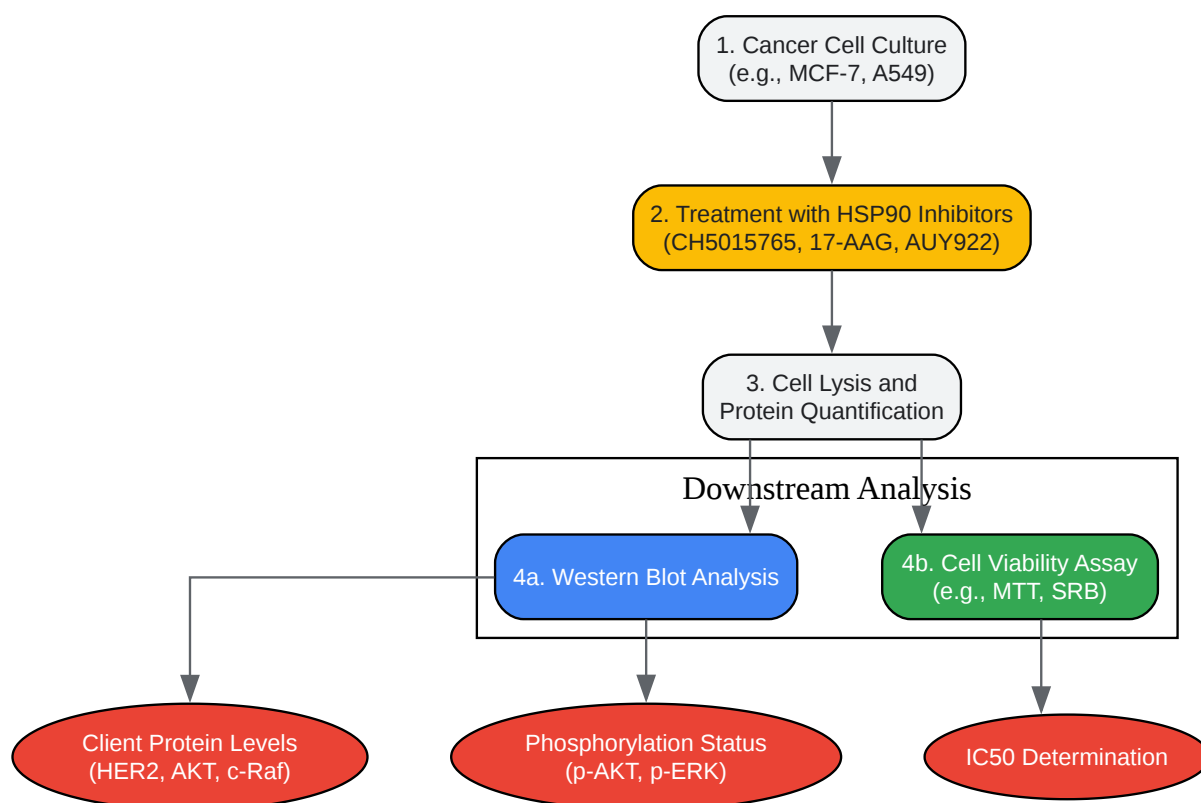 1. Cancer Cell Culture
(e.g., MCF-7, A549)
2. Treatment with HSP90 Inhibitors
(CH5015765, 17-AAG, AUY922)
3. Cell Lysis and
Protein Quantification
Downstream Analysis
4a. Western Blot Analysis
4b. Cell Viability Assay
(e.g., MTT, SRB)
Client Protein Levels
(HER2, AKT, c-Raf)
Phosphorylation Status
(p-AKT, p-ERK)
IC50 Determination